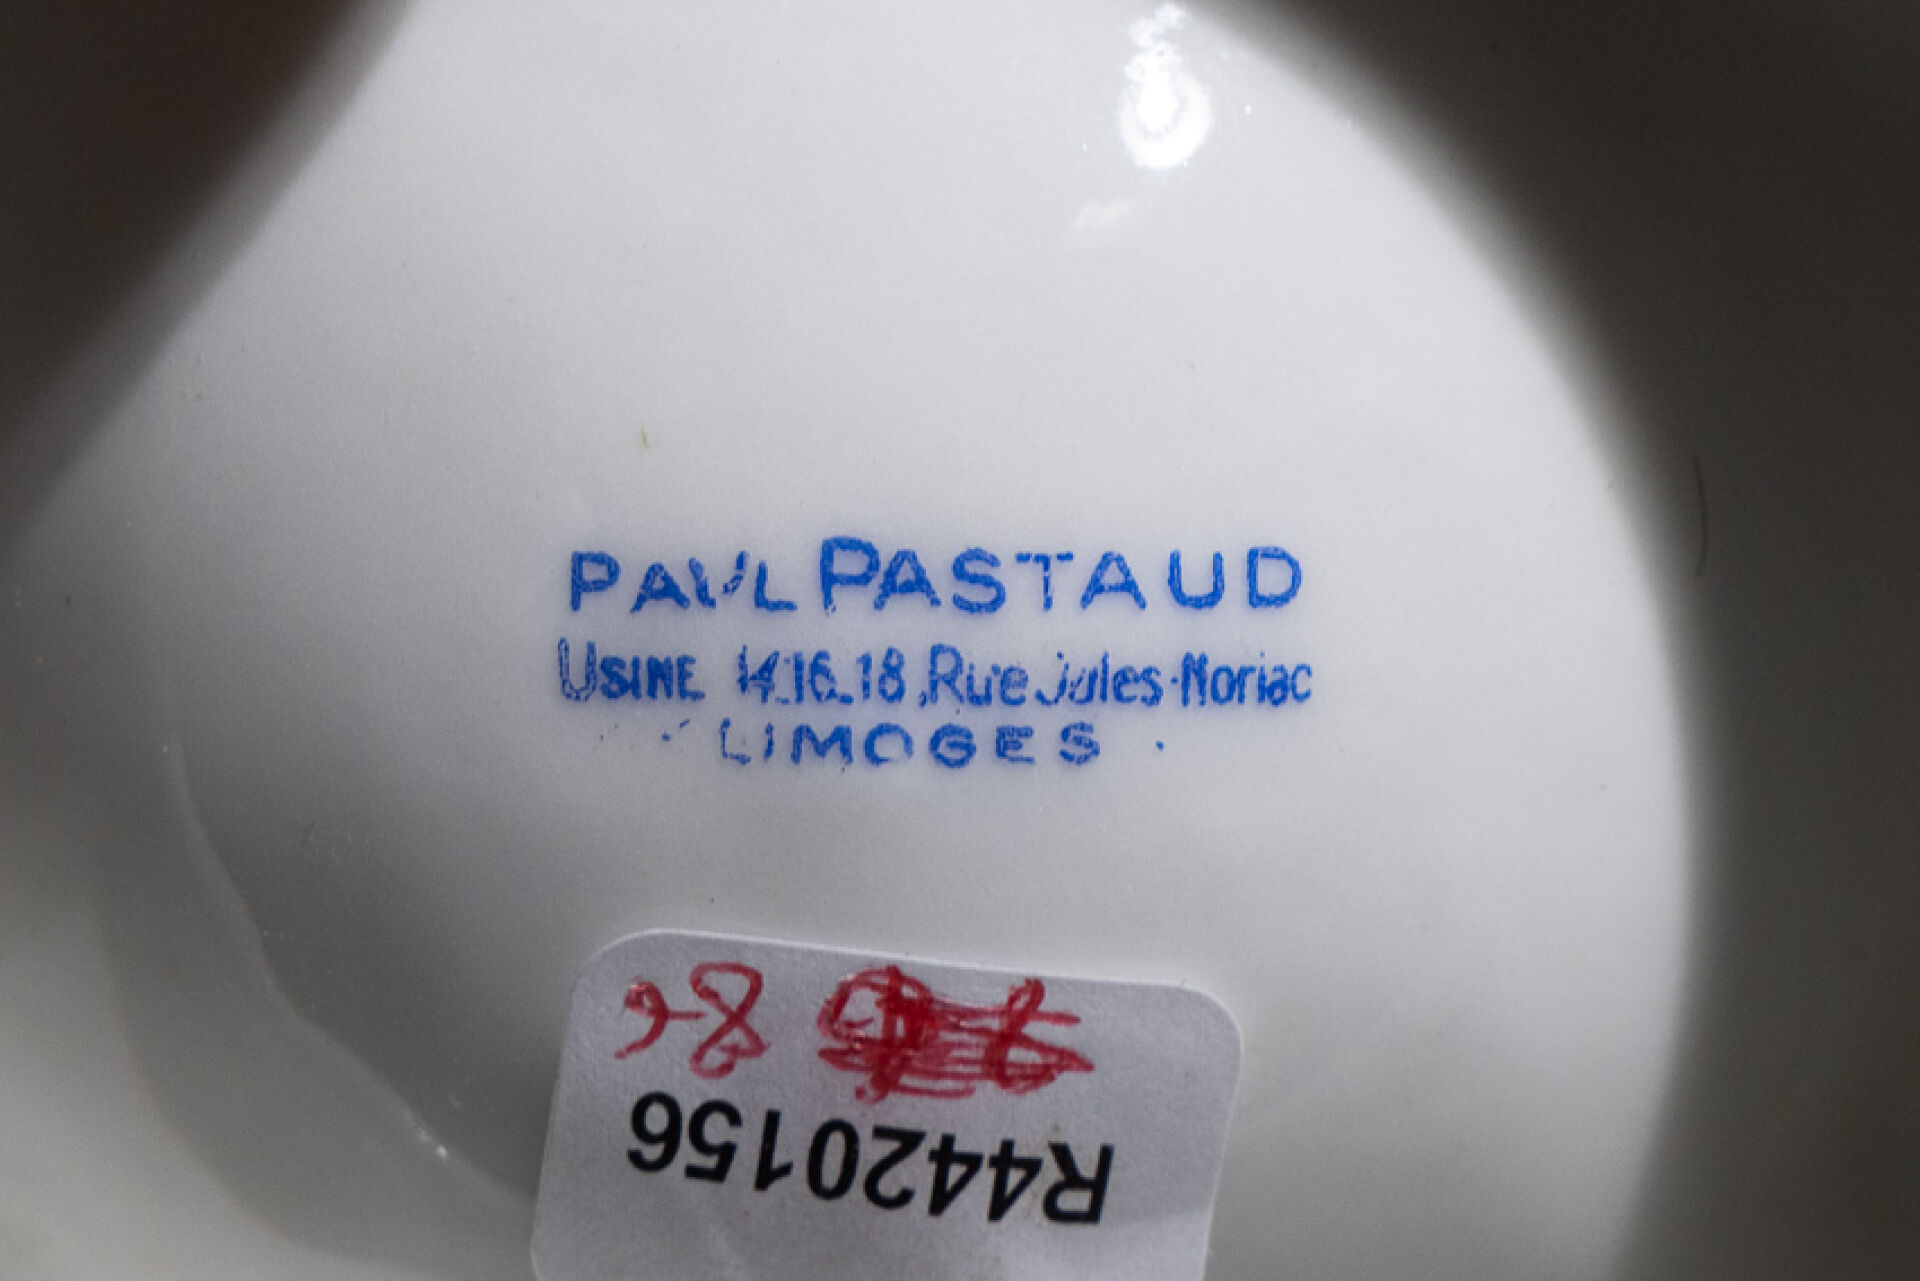 PAUL PASTAUD
USINE 14.16.18, Rue Jules-Noriac
LIMOGES
R4420156